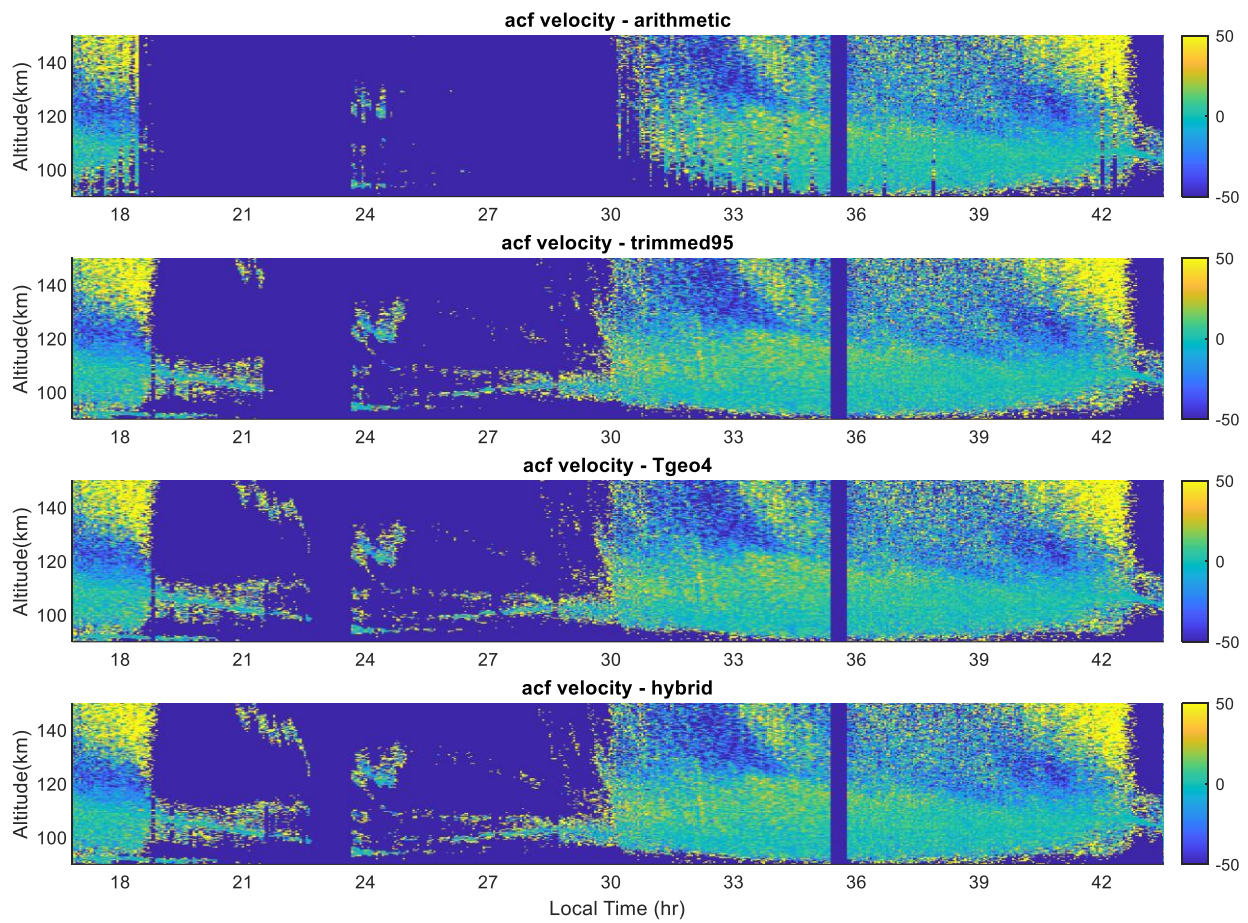 acf velocity - arithmetic
Altitude(km)
140
120
100
18 21 24 27 30 33 36 39 42
50
0
-50
acf velocity - trimmed95
Altitude(km)
140
120
100
18 21 24 27 30 33 36 39 42
50
0
-50
acf velocity - Tgeo4
Altitude(km)
140
120
100
18 21 24 27 30 33 36 39 42
50
0
-50
acf velocity - hybrid
Altitude(km)
140
120
100
18 21 24 27 30 33 36 39 42
50
0
-50
Local Time (hr)